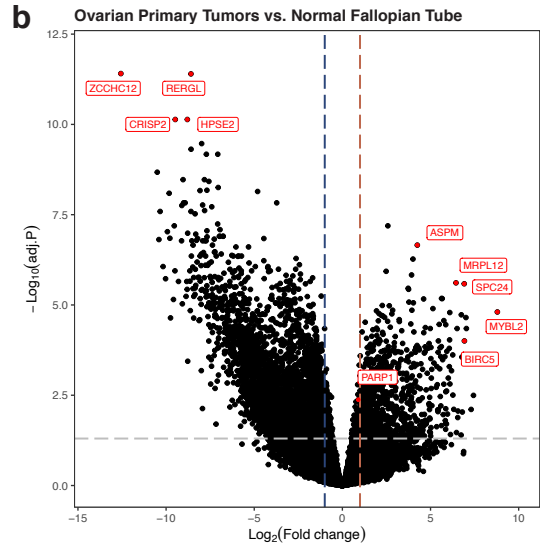 b
Ovarian Primary Tumors vs. Normal Fallopian Tube
12.5
ZCCHC12
RERGL
CRISP2
HPSE2
10.0
7.5
ASPM
MRPL12
SPC24
5.0
MYBL2
BIRC5
PARP1
2.5
0.0
−Log10(adj.P)
−15
−10
−5
0
5
10
Log2(Fold change)